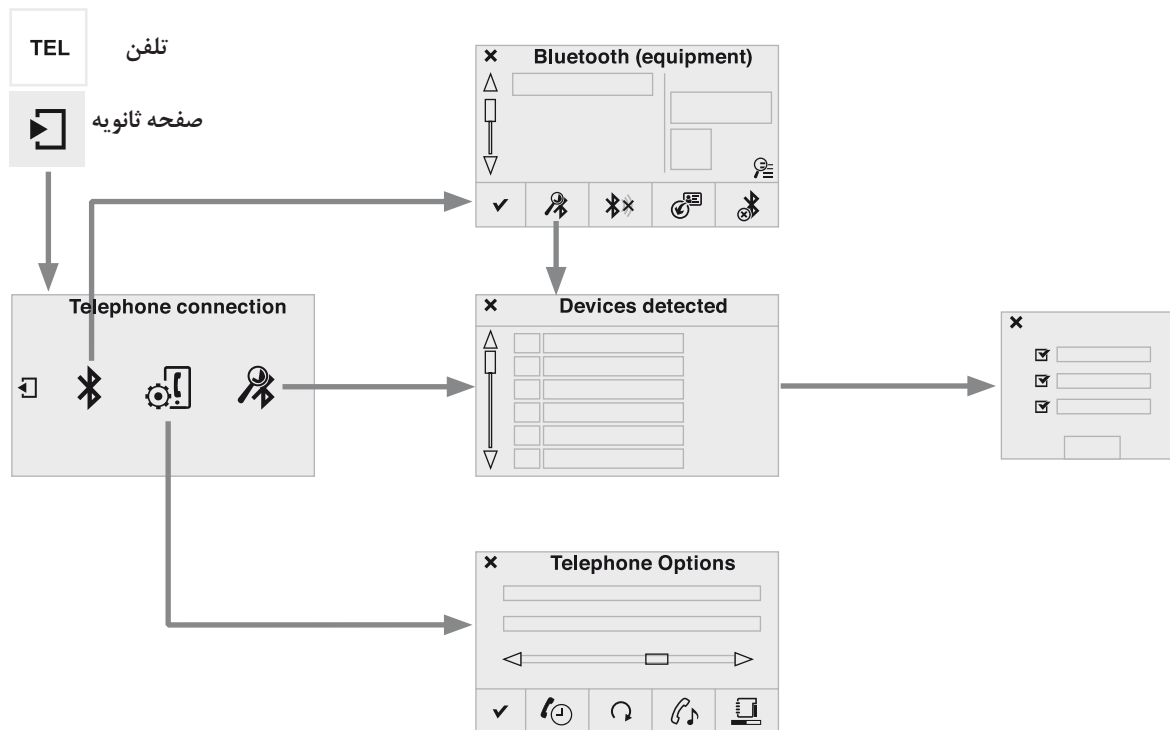 TEL
تلفن
صفحه ثانویه
Bluetooth (equipment)
Telephone connection
Devices detected
Telephone Options